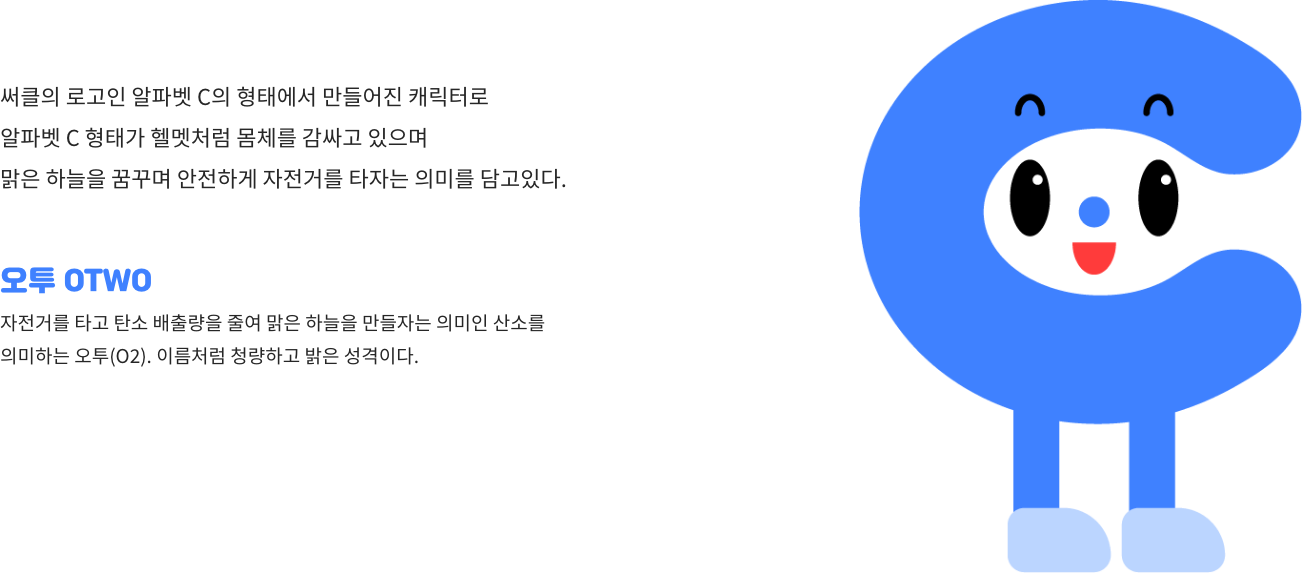 써클의 로고인 알파벳 C의 형태에서 만들어진 캐릭터로
알파벳 C 형태가 헬멧처럼 몸체를 감싸고 있으며
맑은 하늘을 꿈꾸며 안전하게 자전거를 타자는 의미를 담고있다.
오투 OTWO
자전거를 타고 탄소 배출량을 줄여 맑은 하늘을 만들자는 의미인 산소를
의미하는 오투(O2). 이름처럼 청량하고 밝은 성격이다.